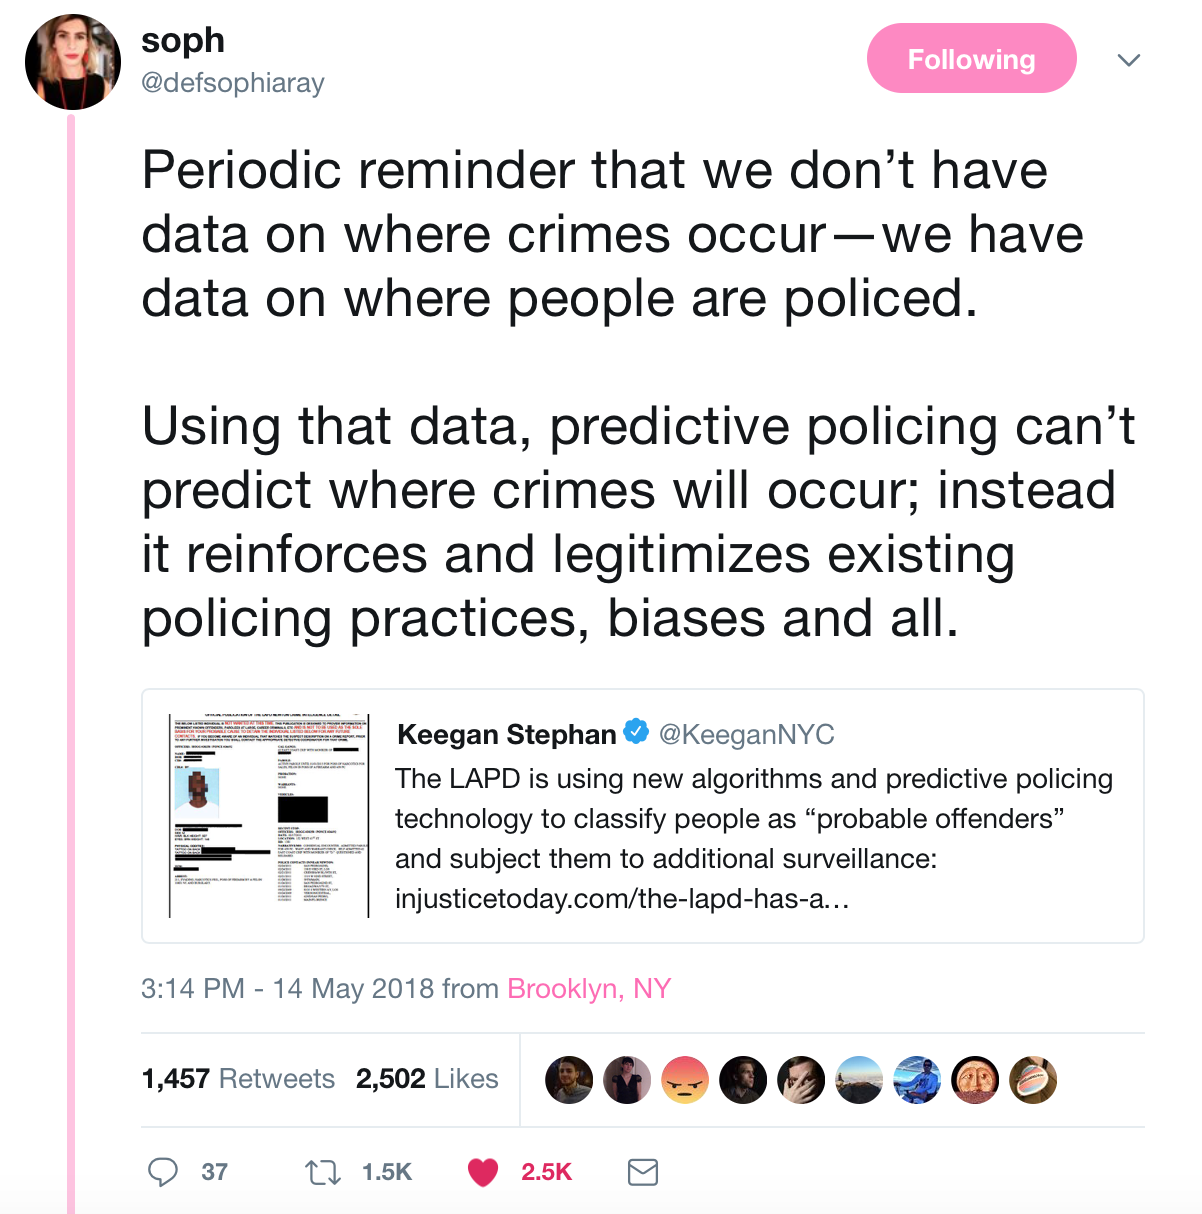 soph
@defsophiaray
Following
Periodic reminder that we don’t have
data on where crimes occur—we have
data on where people are policed.
Using that data, predictive policing can’t
predict where crimes will occur; instead
it reinforces and legitimizes existing
policing practices, biases and all.
Keegan Stephan @KeeganNYC
The LAPD is using new algorithms and predictive policing
technology to classify people as “probable offenders”
and subject them to additional surveillance:
injusticetoday.com/the-lapd-has-a…
3:14 PM - 14 May 2018 from Brooklyn, NY
1,457 Retweets 2,502 Likes
37 1.5K 2.5K